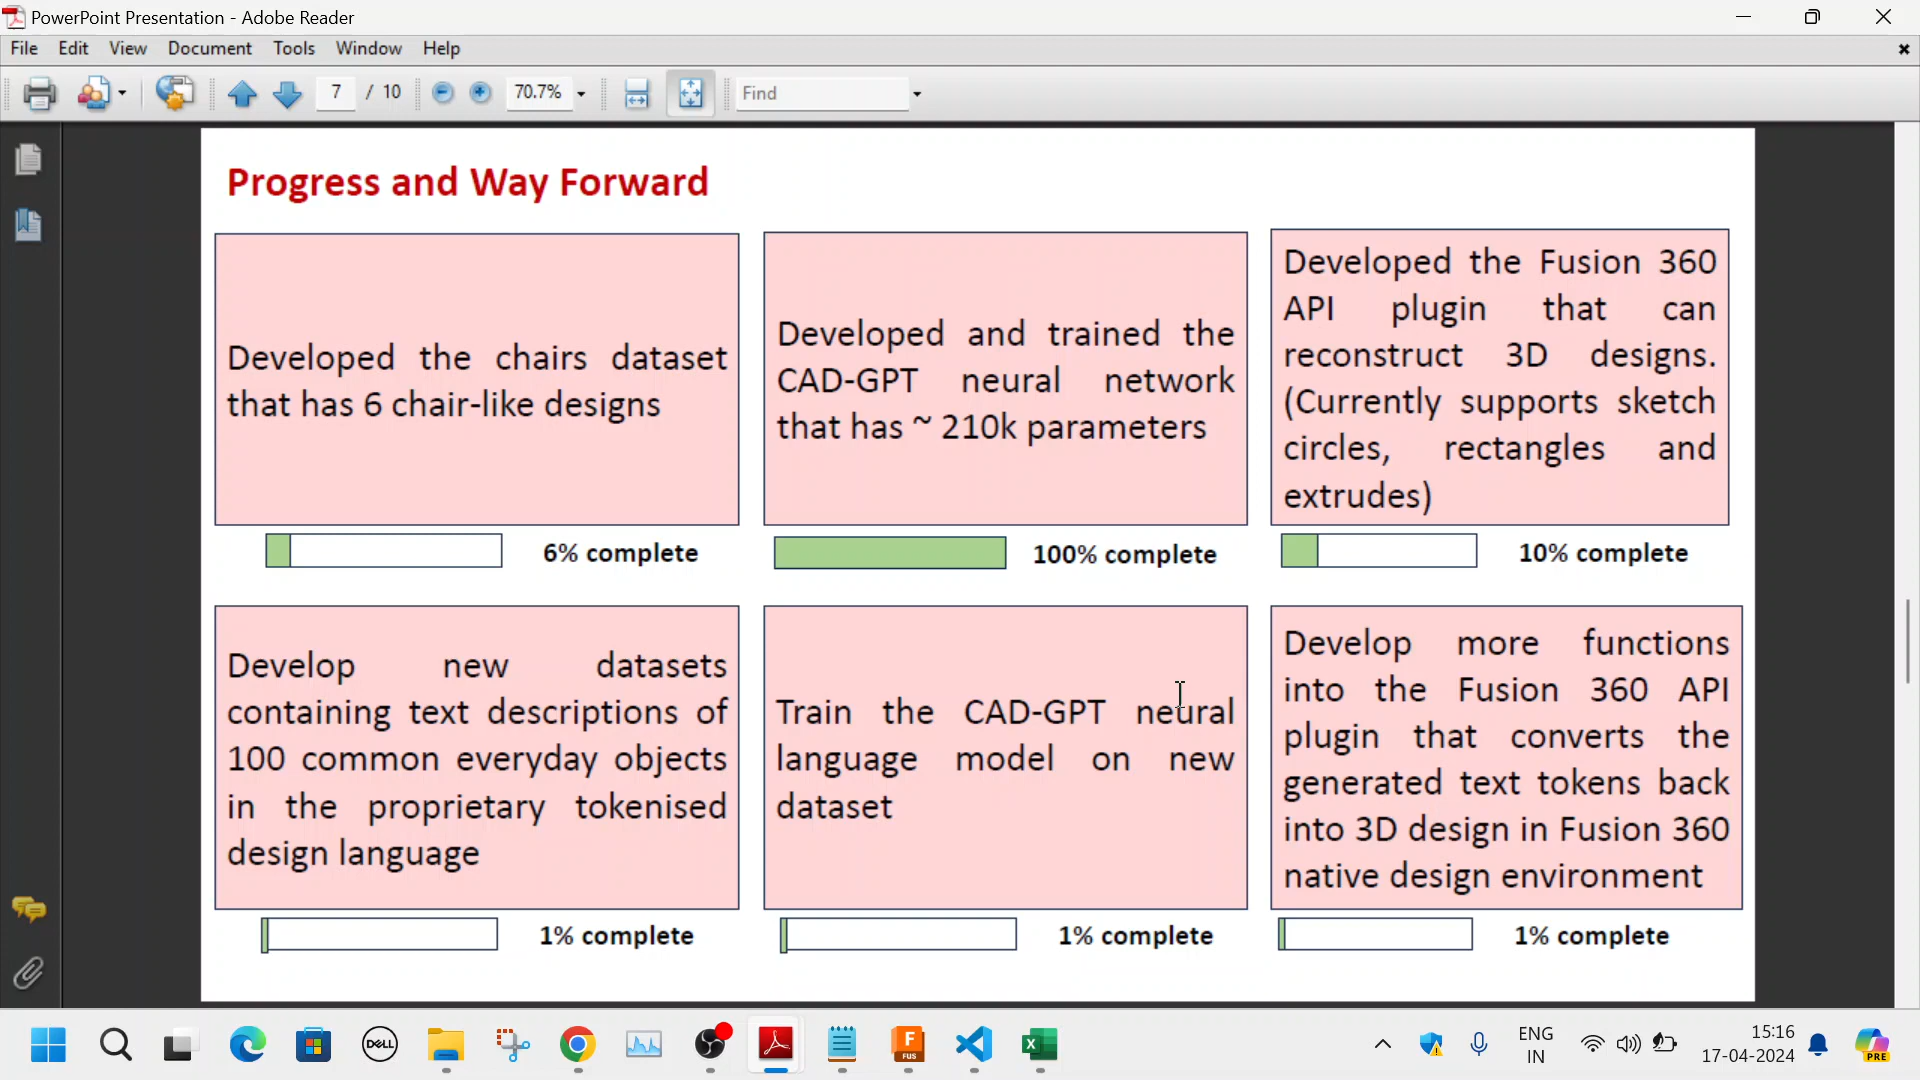 PowerPoint Presentation - Adobe Reader
File Edit View Document Tools Window Help
7 / 10 70.7% Find
Progress and Way Forward
Developed the chairs dataset
that has 6 chair-like designs
6% complete
Developed and trained the
CAD-GPT neural network
that has ~ 210k parameters
100% complete
Developed the Fusion 360
API plugin that can
reconstruct 3D designs.
(Currently supports sketch
circles, rectangles and
extrudes)
10% complete
Develop new datasets
containing text descriptions of
100 common everyday objects
in the proprietary tokenised
design language
1% complete
Train the CAD-GPT neural
language model on new
dataset
1% complete
Develop more functions
into the Fusion 360 API
plugin that converts the
generated text tokens back
into 3D design in Fusion 360
native design environment
1% complete
DELL
F
FUS
ENG
IN
15:16
17-04-2024
PRE